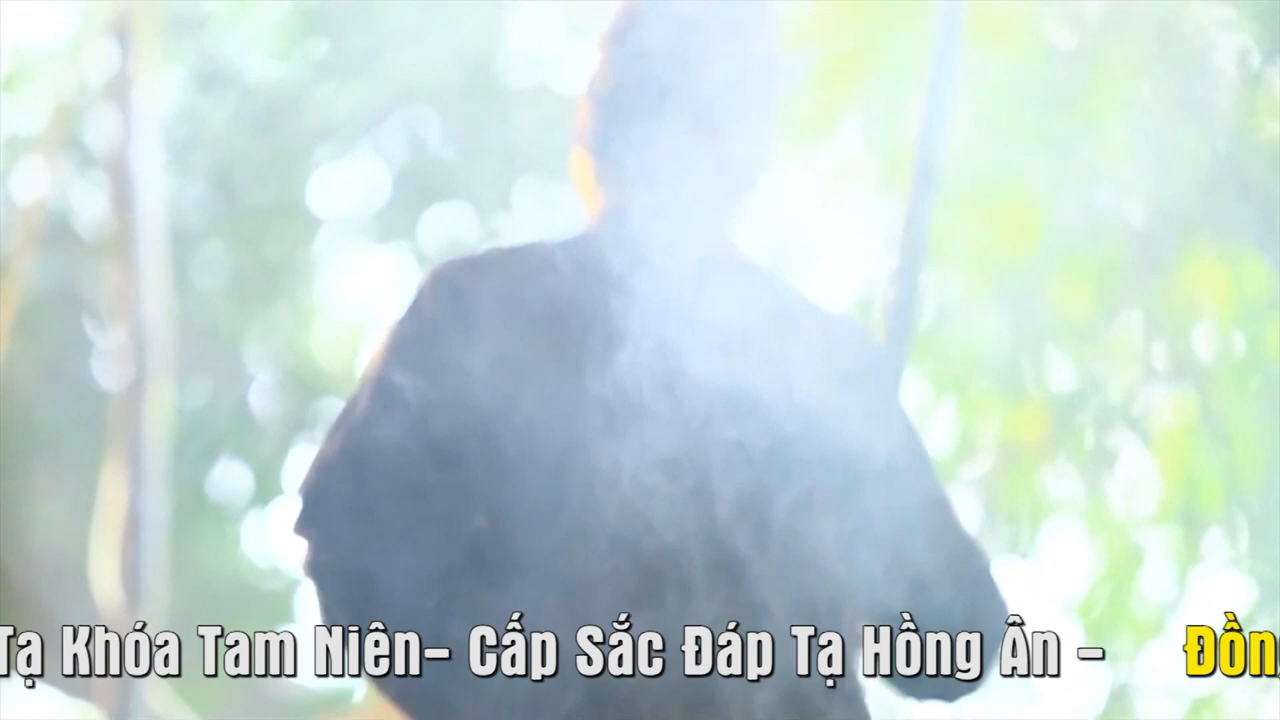 Tạ Khóa Tam Niên- Cấp Sắc Đáp Tạ Hồng Ân -